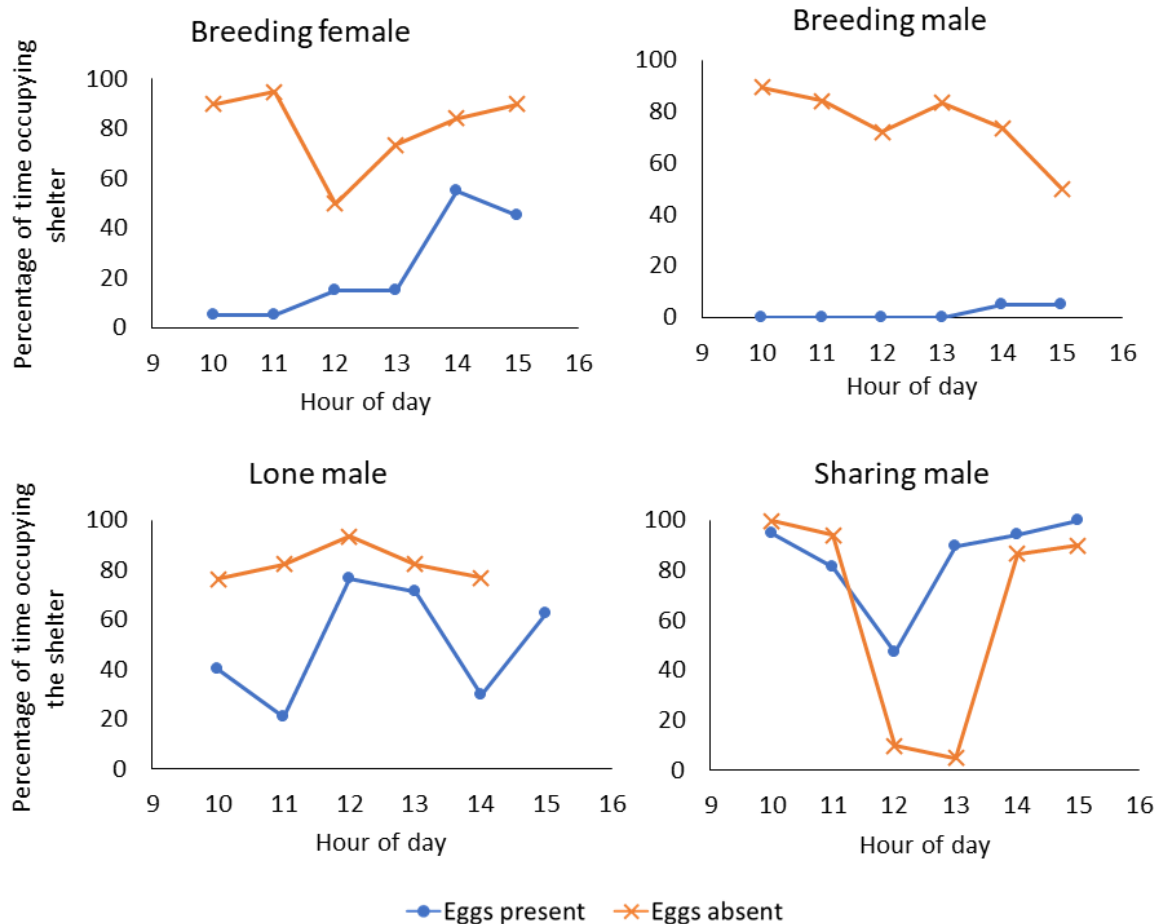 Breeding female
Percentage of time occupying
shelter
100
80
60
40
20
0
9 10 11 12 13 14 15 16
Hour of day
Breeding male
100
80
60
40
20
0
9 10 11 12 13 14 15 16
Hour of day
Lone male
Percentage of time occupying
the shelter
100
80
60
40
20
0
9 10 11 12 13 14 15 16
Hour of day
Sharing male
100
80
60
40
20
0
9 10 11 12 13 14 15 16
Hour of day
Eggs present Eggs absent